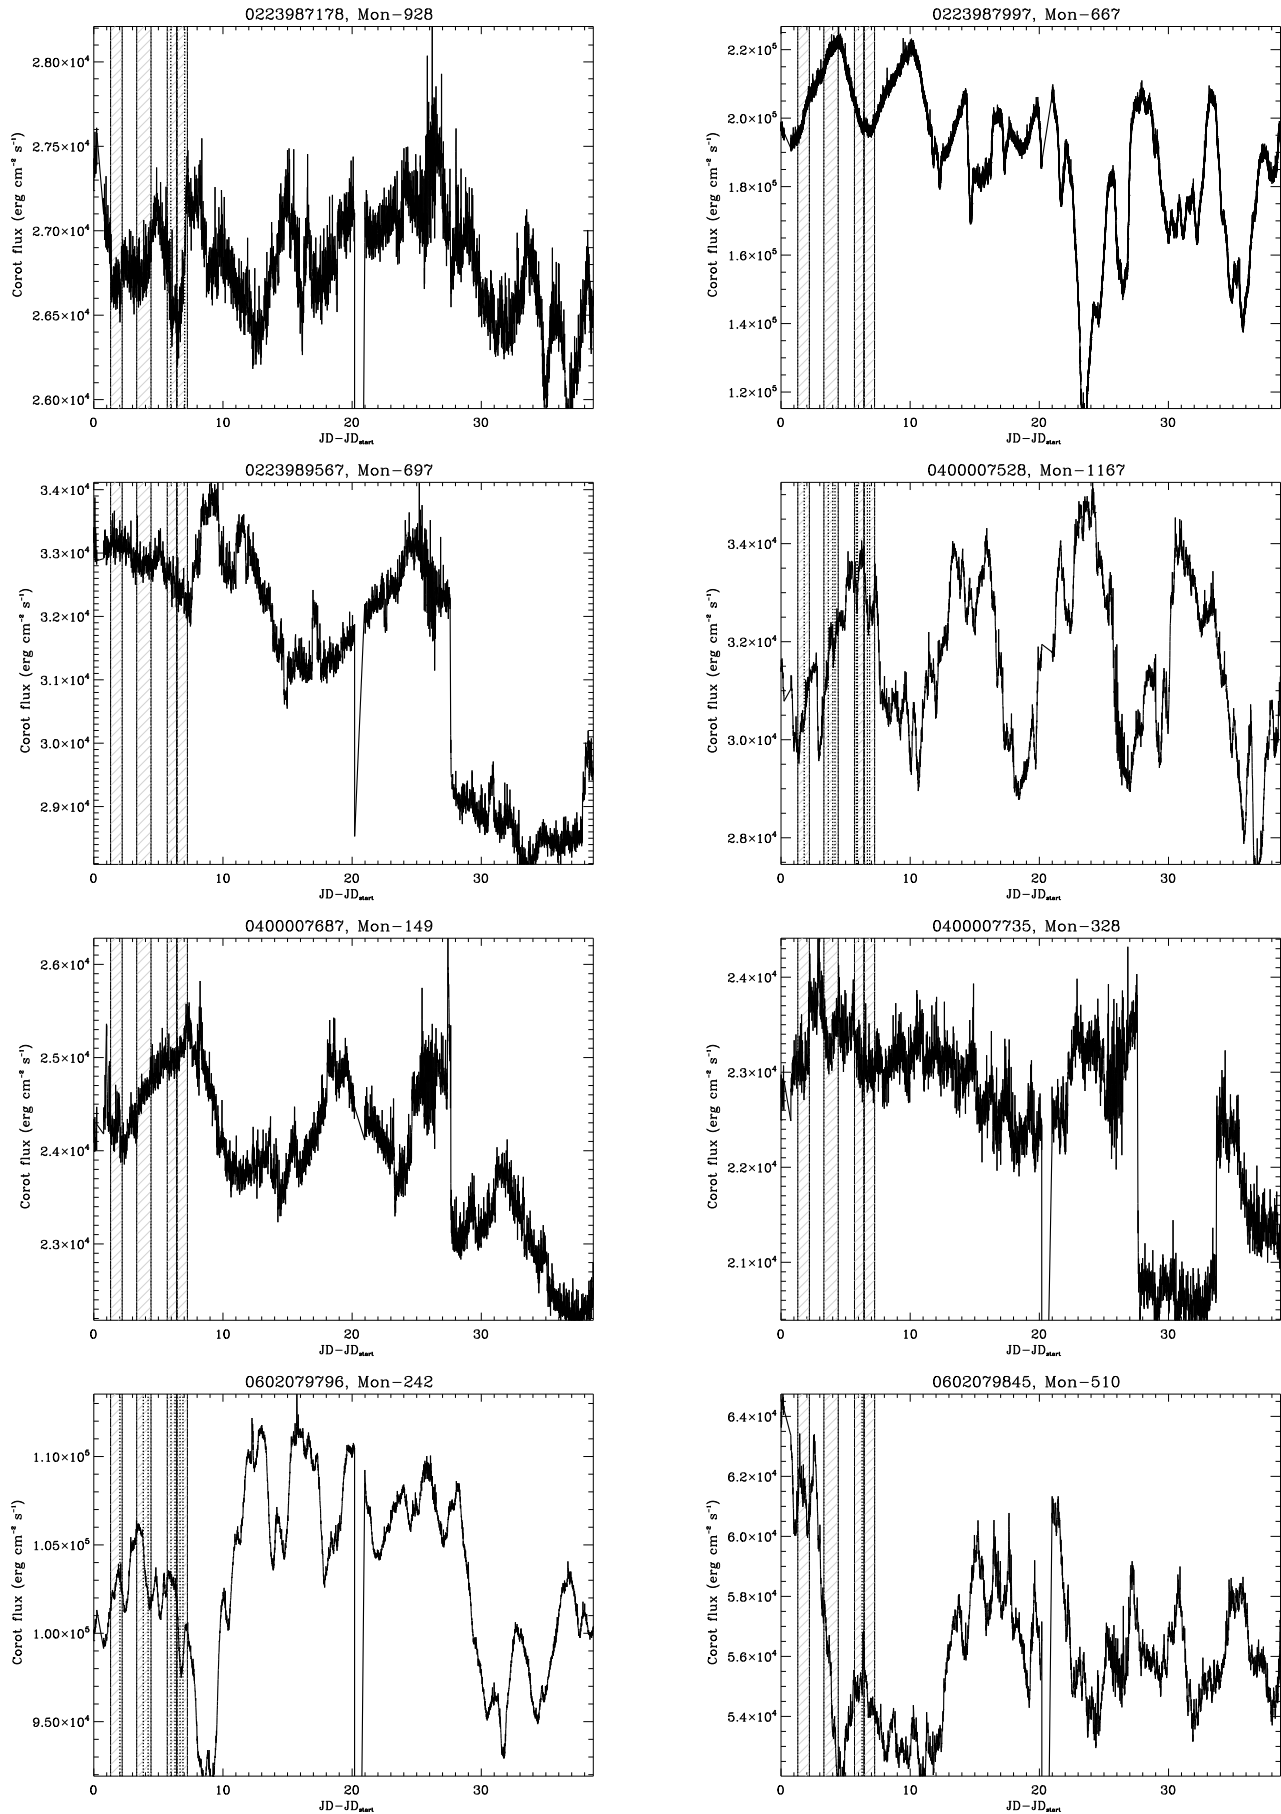 0223987178, Mon-928
2.80×10⁴
2.75×10⁴
2.70×10⁴
2.65×10⁴
2.60×10⁴
Corot flux (erg cm⁻² s⁻¹)
0 10 20 30
JD-JDstart
0223987997, Mon-667
2.2×10⁵
2.0×10⁵
1.8×10⁵
1.6×10⁵
1.4×10⁵
1.2×10⁵
Corot flux (erg cm⁻² s⁻¹)
0 10 20 30
JD-JDstart
0223989567, Mon-697
3.4×10⁴
3.3×10⁴
3.2×10⁴
3.1×10⁴
3.0×10⁴
2.9×10⁴
Corot flux (erg cm⁻² s⁻¹)
0 10 20 30
JD-JDstart
0400007528, Mon-1167
3.4×10⁴
3.2×10⁴
3.0×10⁴
2.8×10⁴
Corot flux (erg cm⁻² s⁻¹)
0 10 20 30
JD-JDstart
0400007687, Mon-149
2.6×10⁴
2.5×10⁴
2.4×10⁴
2.3×10⁴
Corot flux (erg cm⁻² s⁻¹)
0 10 20 30
JD-JDstart
0400007735, Mon-328
2.4×10⁴
2.3×10⁴
2.2×10⁴
2.1×10⁴
Corot flux (erg cm⁻² s⁻¹)
0 10 20 30
JD-JDstart
0602079796, Mon-242
1.10×10⁵
1.05×10⁵
1.00×10⁵
9.50×10⁴
Corot flux (erg cm⁻² s⁻¹)
0 10 20 30
JD-JDstart
0602079845, Mon-510
6.4×10⁴
6.2×10⁴
6.0×10⁴
5.8×10⁴
5.6×10⁴
5.4×10⁴
Corot flux (erg cm⁻² s⁻¹)
0 10 20 30
JD-JDstart